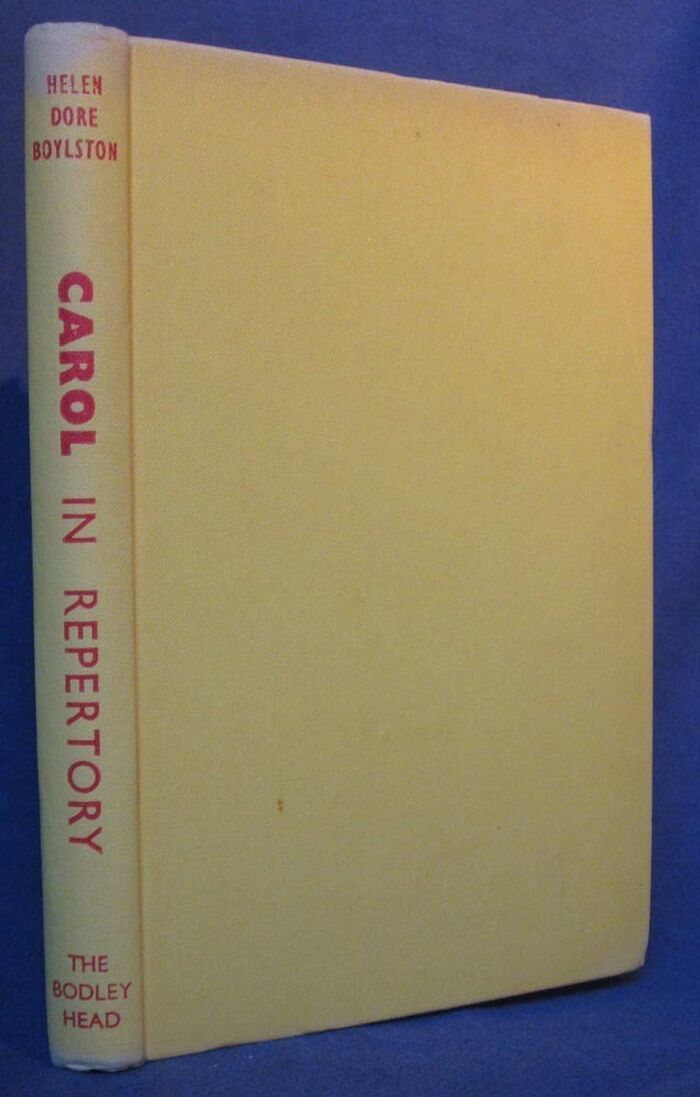 HELEN
DORE
BOYLSTON
CAROL IN REPERTORY
THE
BODLEY
HEAD